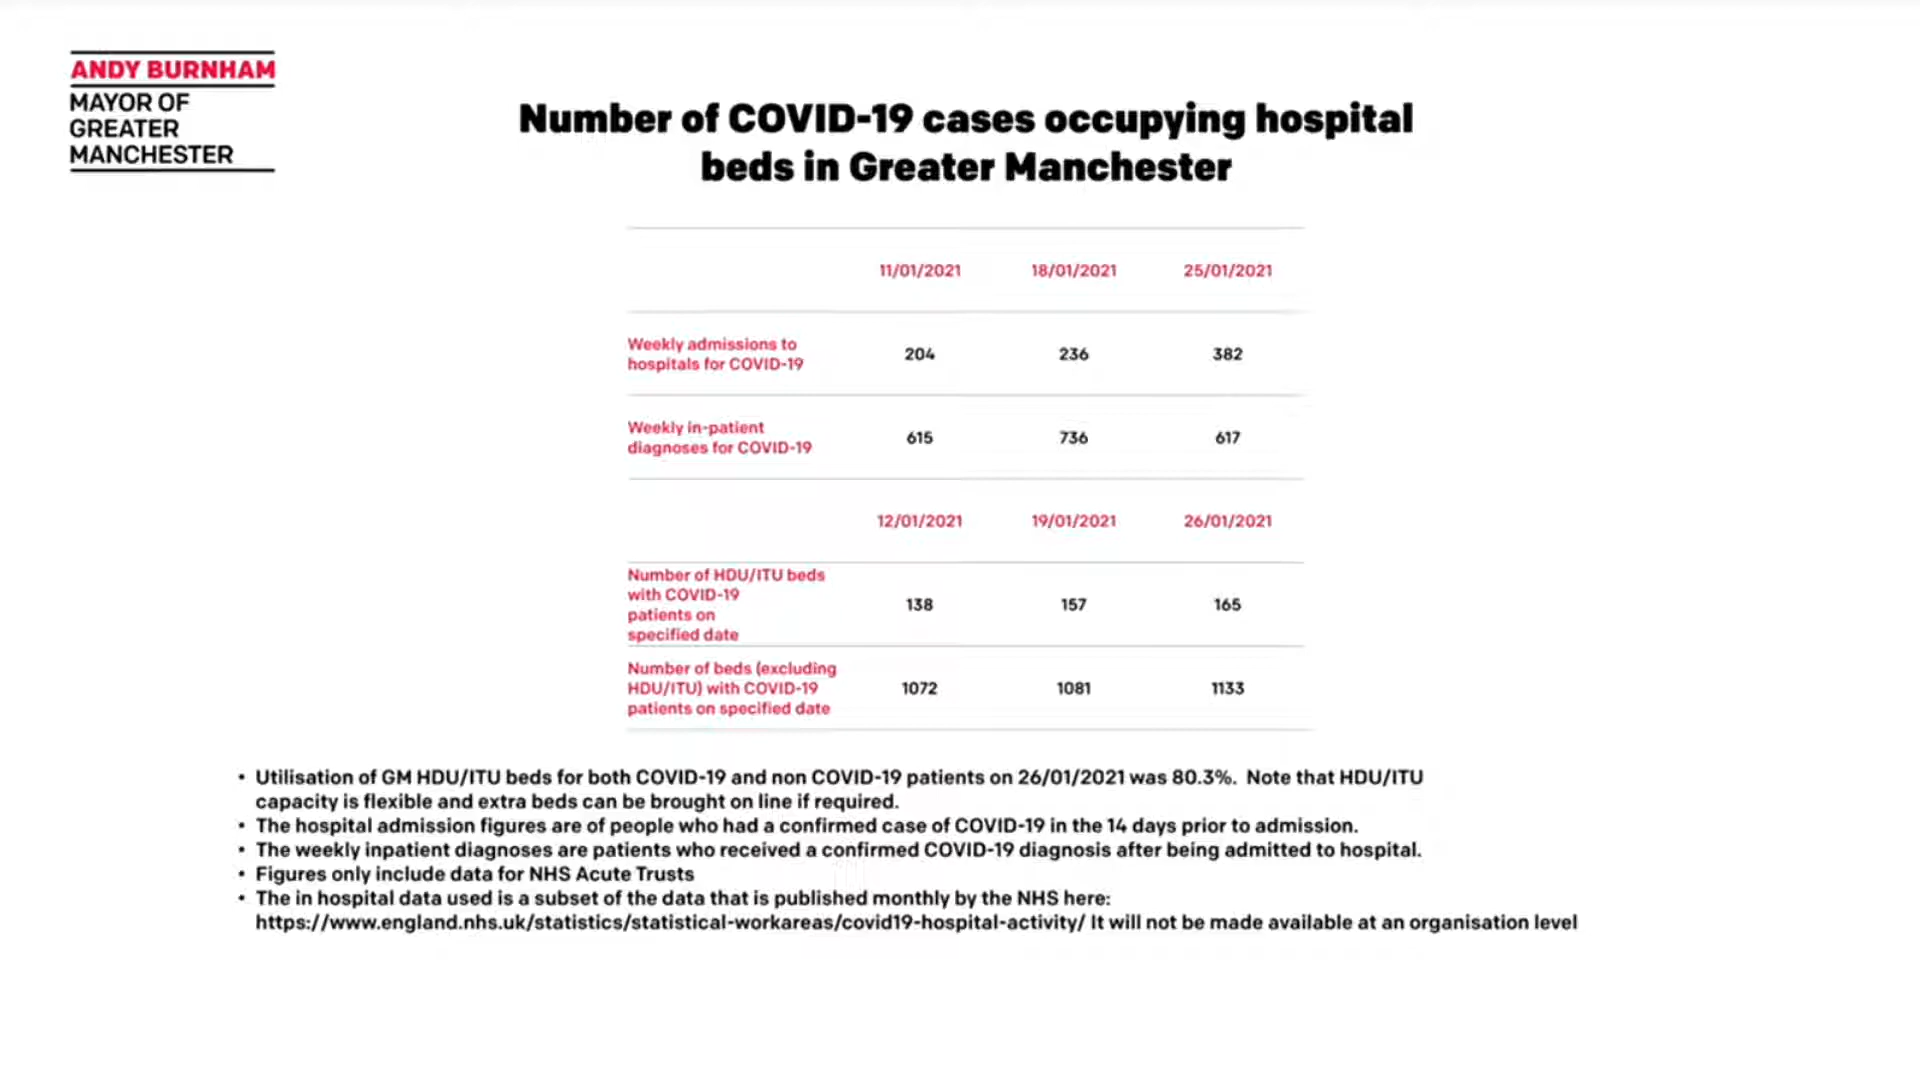 ANDY BURNHAM
MAYOR OF
GREATER
MANCHESTER
Number of COVID-19 cases occupying hospital
beds in Greater Manchester
11/01/2021 18/01/2021 25/01/2021
Weekly admissions to
hospitals for COVID-19
204 236 382
Weekly in-patient
diagnoses for COVID-19
615 736 617
12/01/2021 19/01/2021 26/01/2021
Number of HDU/ITU beds
with COVID-19
patients on
specified date
138 157 165
Number of beds (excluding
HDU/ITU) with COVID-19
patients on specified date
1072 1081 1133
• Utilisation of GM HDU/ITU beds for both COVID-19 and non COVID-19 patients on 26/01/2021 was 80.3%. Note that HDU/ITU
capacity is flexible and extra beds can be brought on line if required.
• The hospital admission figures are of people who had a confirmed case of COVID-19 in the 14 days prior to admission.
• The weekly inpatient diagnoses are patients who received a confirmed COVID-19 diagnosis after being admitted to hospital.
• Figures only include data for NHS Acute Trusts
• The in hospital data used is a subset of the data that is published monthly by the NHS here:
https://www.england.nhs.uk/statistics/statistical-workareas/covid19-hospital-activity/ It will not be made available at an organisation level